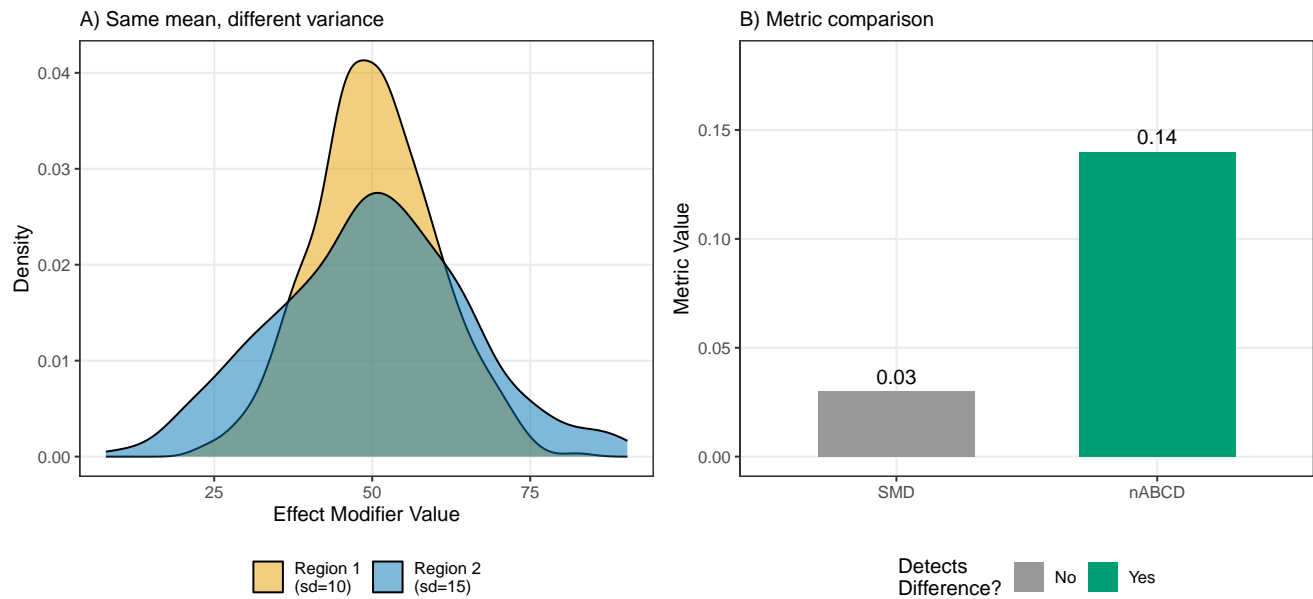 A) Same mean, different variance
Density
0.04
0.03
0.02
0.01
0.00
25 50 75
Effect Modifier Value
Region 1
(sd=10)
Region 2
(sd=15)
B) Metric comparison
Metric Value
0.15
0.10
0.05
0.00
0.03
0.14
SMD nABCD
Detects
Difference?
No Yes